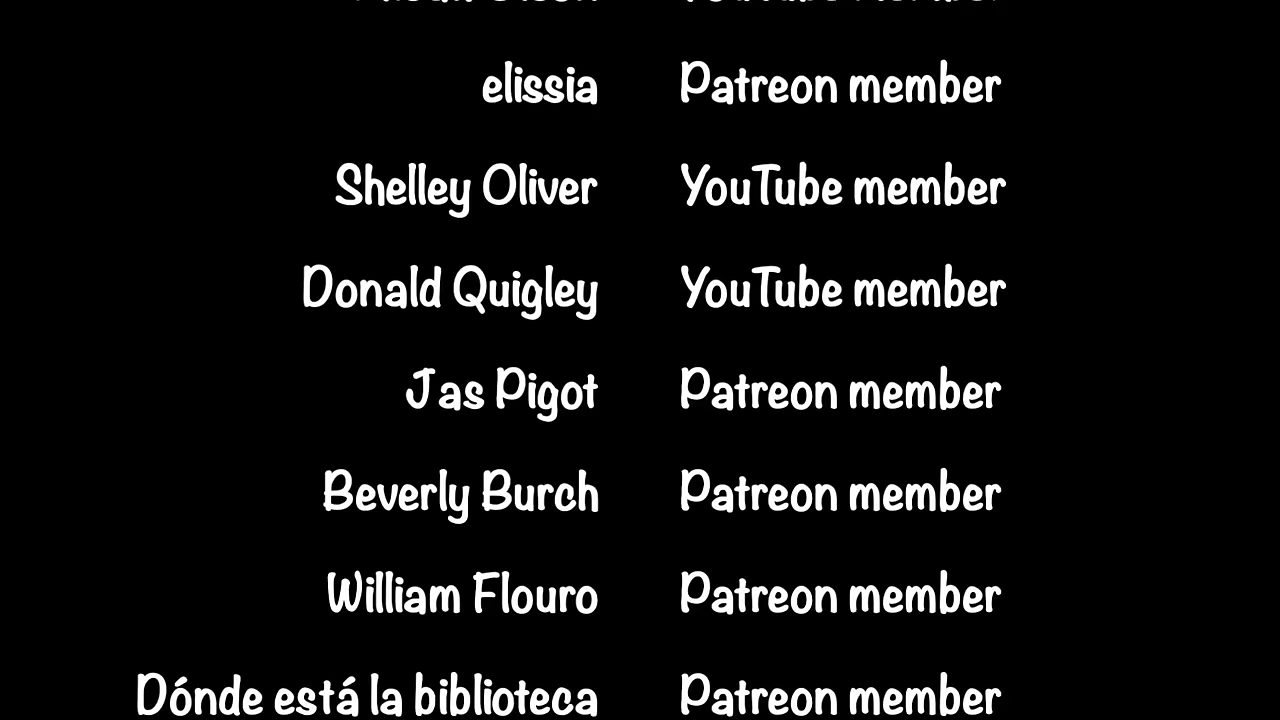 elissia Patreon member
Shelley Oliver YouTube member
Donald Quigley YouTube member
Jas Pigot Patreon member
Beverly Burch Patreon member
William Flouro Patreon member
Dónde está la biblioteca Patreon member